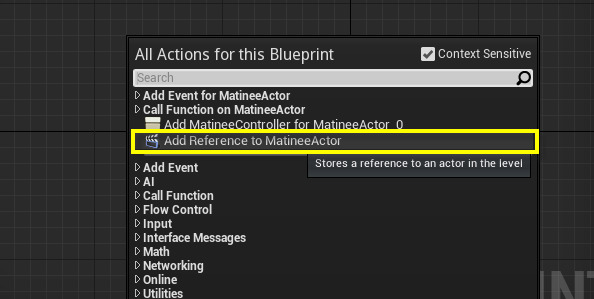 All Actions for this Blueprint
Context Sensitive
Search
Add Event for MatineeActor
Call Function on MatineeActor
Add MatineeController for MatineeActor_0
Add Reference to MatineeActor
Stores a reference to an actor in the level
Add Event
AI
Call Function
Flow Control
Input
Interface Messages
Math
Networking
Online
Utilities